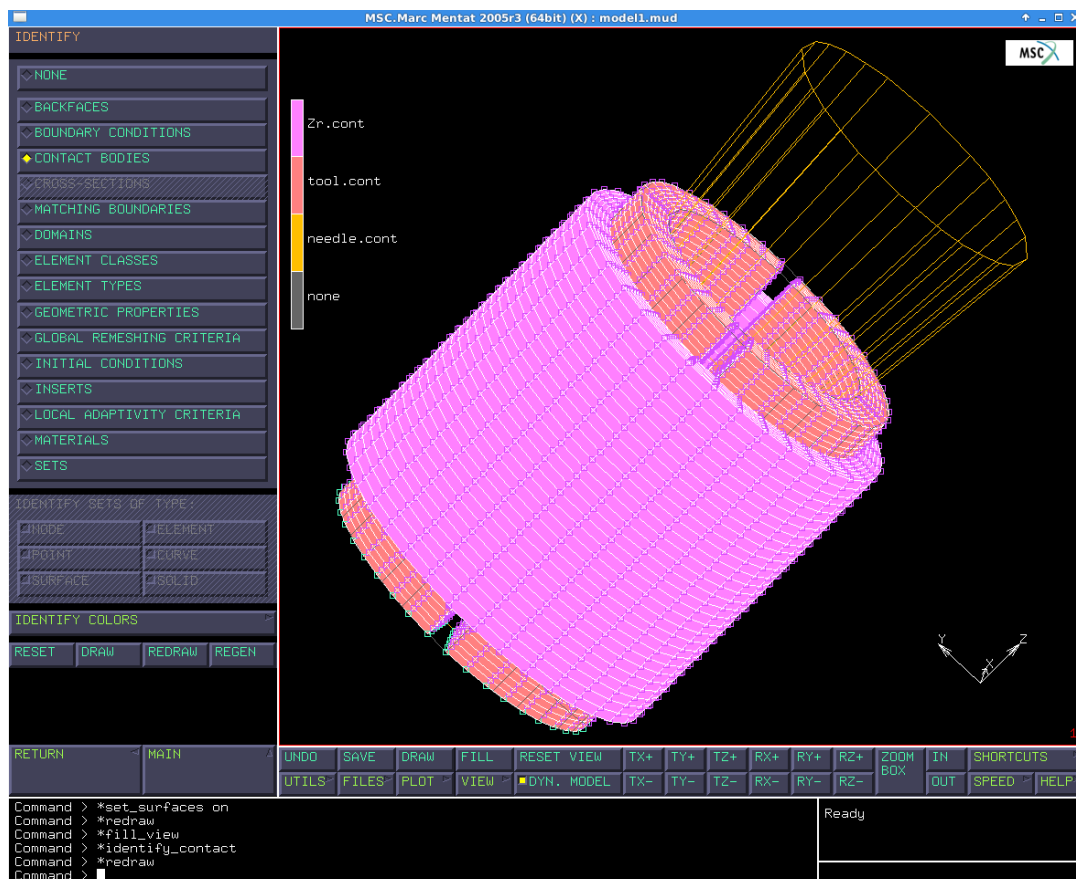 MSC.Marc Mentat 2005r3 (64bit) (X) : model1.mud
IDENTIFY
NONE
BACKFACES
BOUNDARY CONDITIONS
CONTACT BODIES
CROSS-SECTIONS
MATCHING BOUNDARIES
DOMAINS
ELEMENT CLASSES
ELEMENT TYPES
GEOMETRIC PROPERTIES
GLOBAL REMESHING CRITERIA
INITIAL CONDITIONS
INSERTS
LOCAL ADAPTIVITY CRITERIA
MATERIALS
SETS
IDENTIFY SETS OF TYPE:
NODE ELEMENT
POINT CURVE
SURFACE SOLID
IDENTIFY COLORS
RESET DRAW REDRAW REGEN
RETURN MAIN
MSC
Zr.cont
tool.cont
needle.cont
none
Y Z
X
1
UNDO SAVE DRAW FILL RESET VIEW TX+ TY+ TZ+ RX+ RY+ RZ+ ZOOM BOX IN SHORTCUTS
UTILS FILES PLOT VIEW DYN. MODEL TX- TY- TZ- RX- RY- RZ- OUT SPEED HELP
Command > *set_surfaces on
Command > *redraw
Command > *fill_view
Command > *identify_contact
Command > *redraw
Command >
Ready